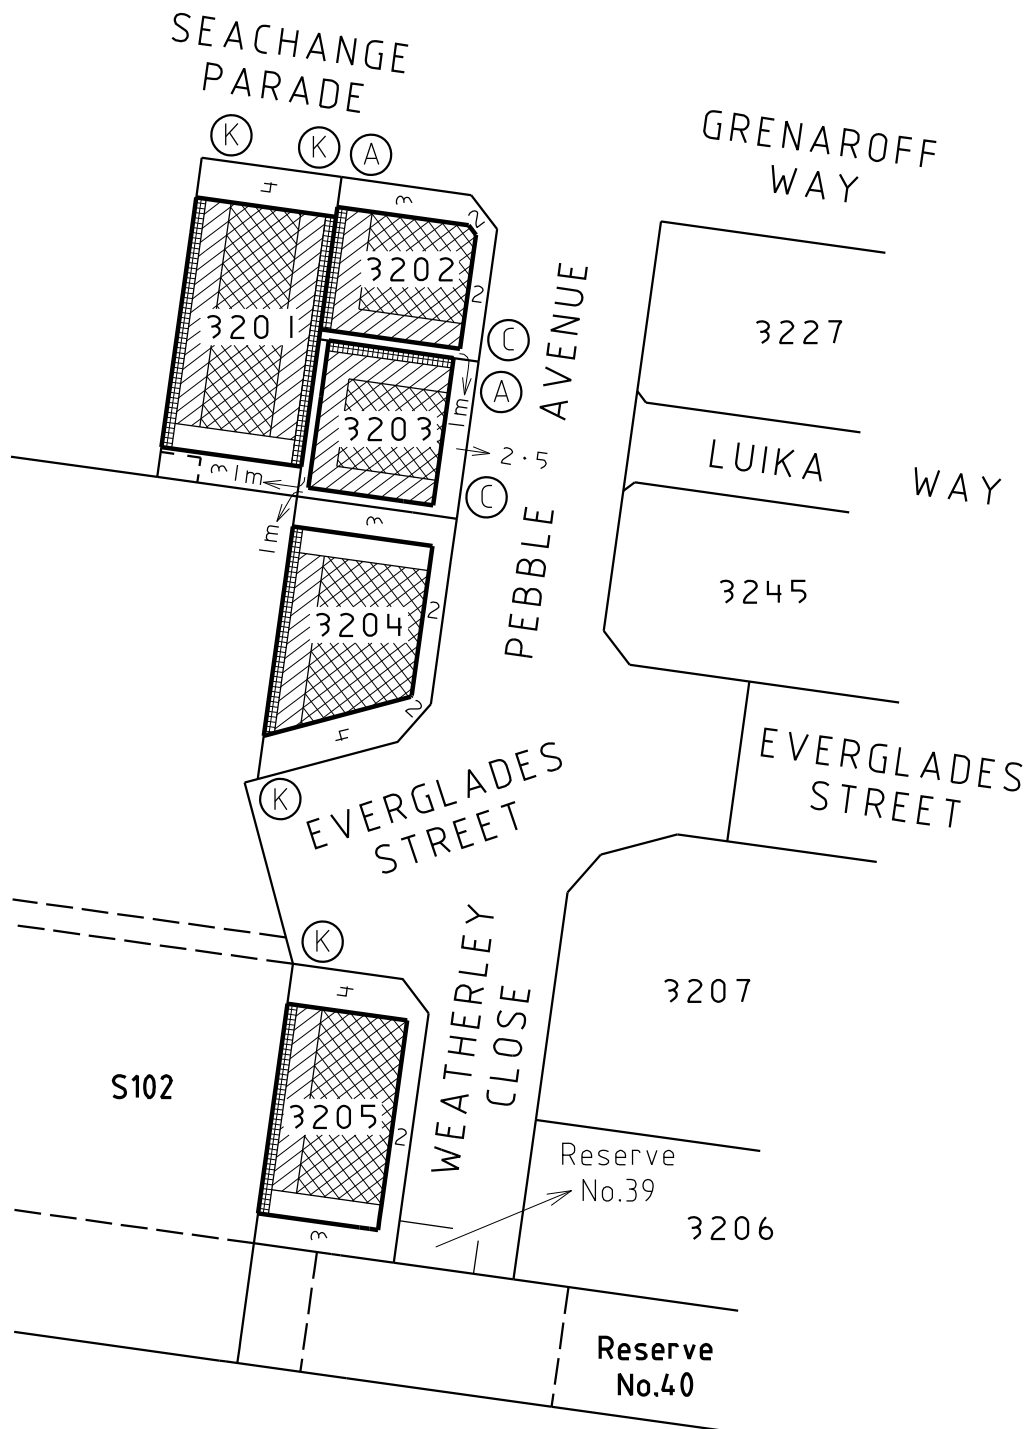 SEACHANGE
PARADE
K
K
A
GRENAROFF
WAY
4
3
2
3202
2
3201
3227
C
A
AVENUE
1m
3203
2·5
LUIKA WAY
3
1m
2
C
1m
3
PEBBLE
3245
3204
2
2
4
K
EVERGLADES
STREET
EVERGLADES
STREET
K
4
WEATHERLEY
CLOSE
3207
S102
3205
2
Reserve
No.39
3206
3
Reserve
No.40